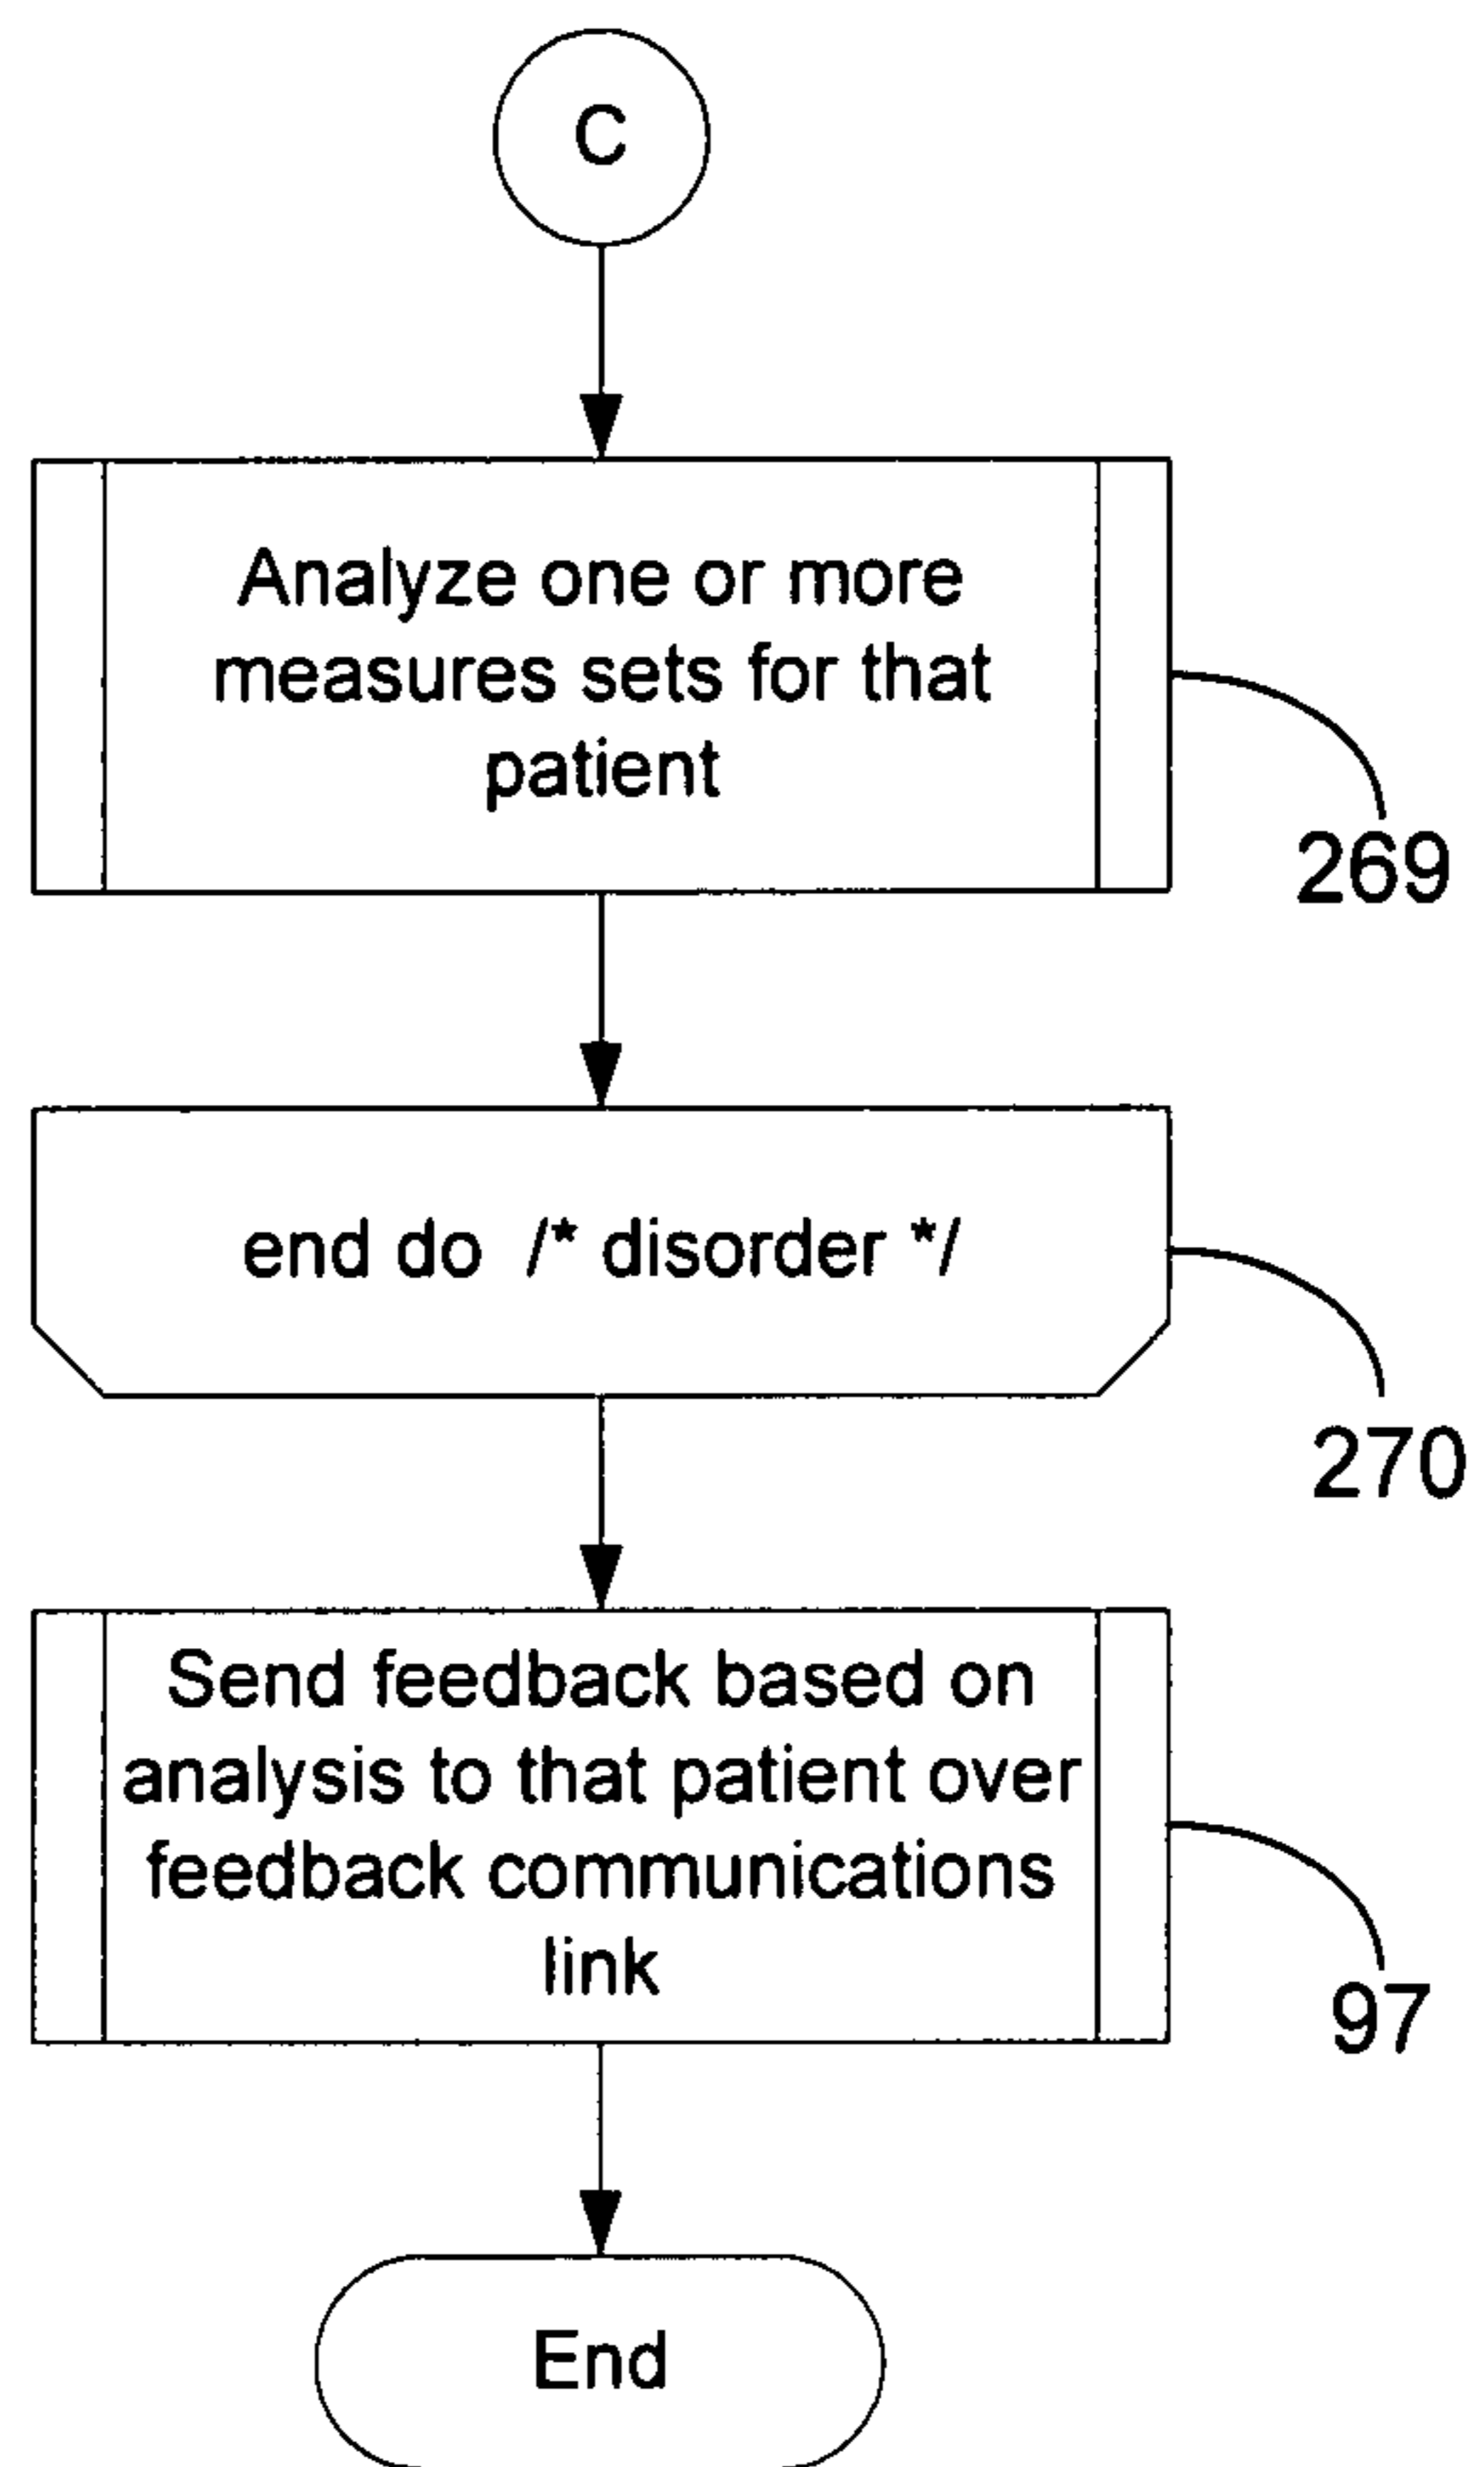 C
Analyze one or more
measures sets for that
patient
269
end do /* disorder */
270
Send feedback based on
analysis to that patient over
feedback communications
link
97
End